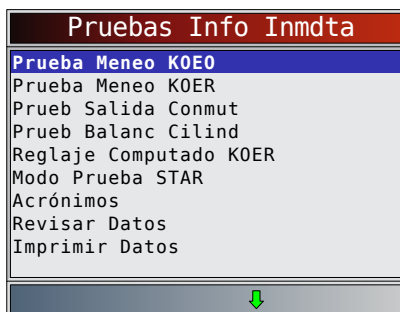 Pruebas Info Inmdta
Prueba Meneo KOEO
Prueba Meneo KOER
Prueb Salida Conmut
Prueb Balanc Cilind
Reglaje Computado KOER
Modo Prueba STAR
Acrónimos
Revisar Datos
Imprimir Datos